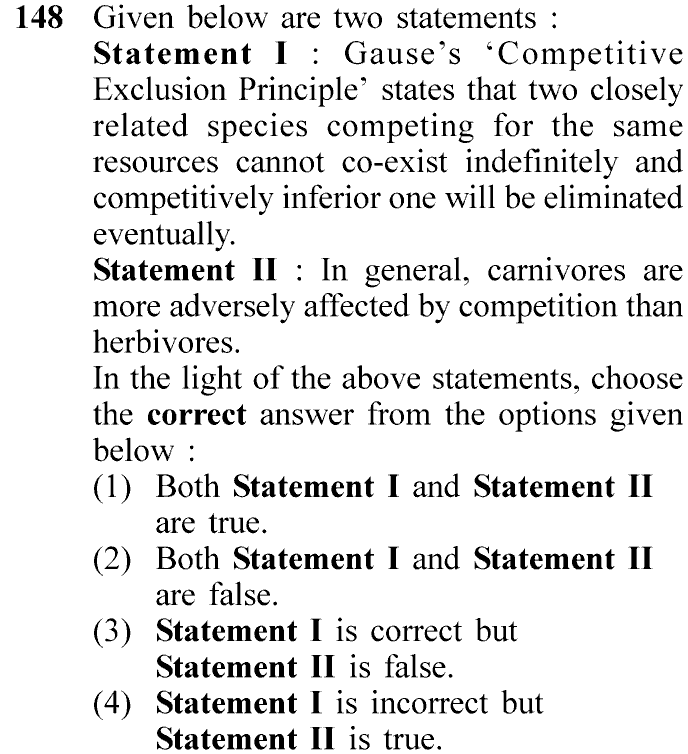 148 Given below are two statements :
Statement I : Gause's 'Competitive
Exclusion Principle' states that two closely
related species competing for the same
resources cannot co-exist indefinitely and
competitively inferior one will be eliminated
eventually.
Statement II : In general, carnivores are
more adversely affected by competition than
herbivores.
In the light of the above statements, choose
the correct answer from the options given
below :
(1) Both Statement I and Statement II
are true.
(2) Both Statement I and Statement II
are false.
(3) Statement I is correct but
Statement II is false.
(4) Statement I is incorrect but
Statement II is true.